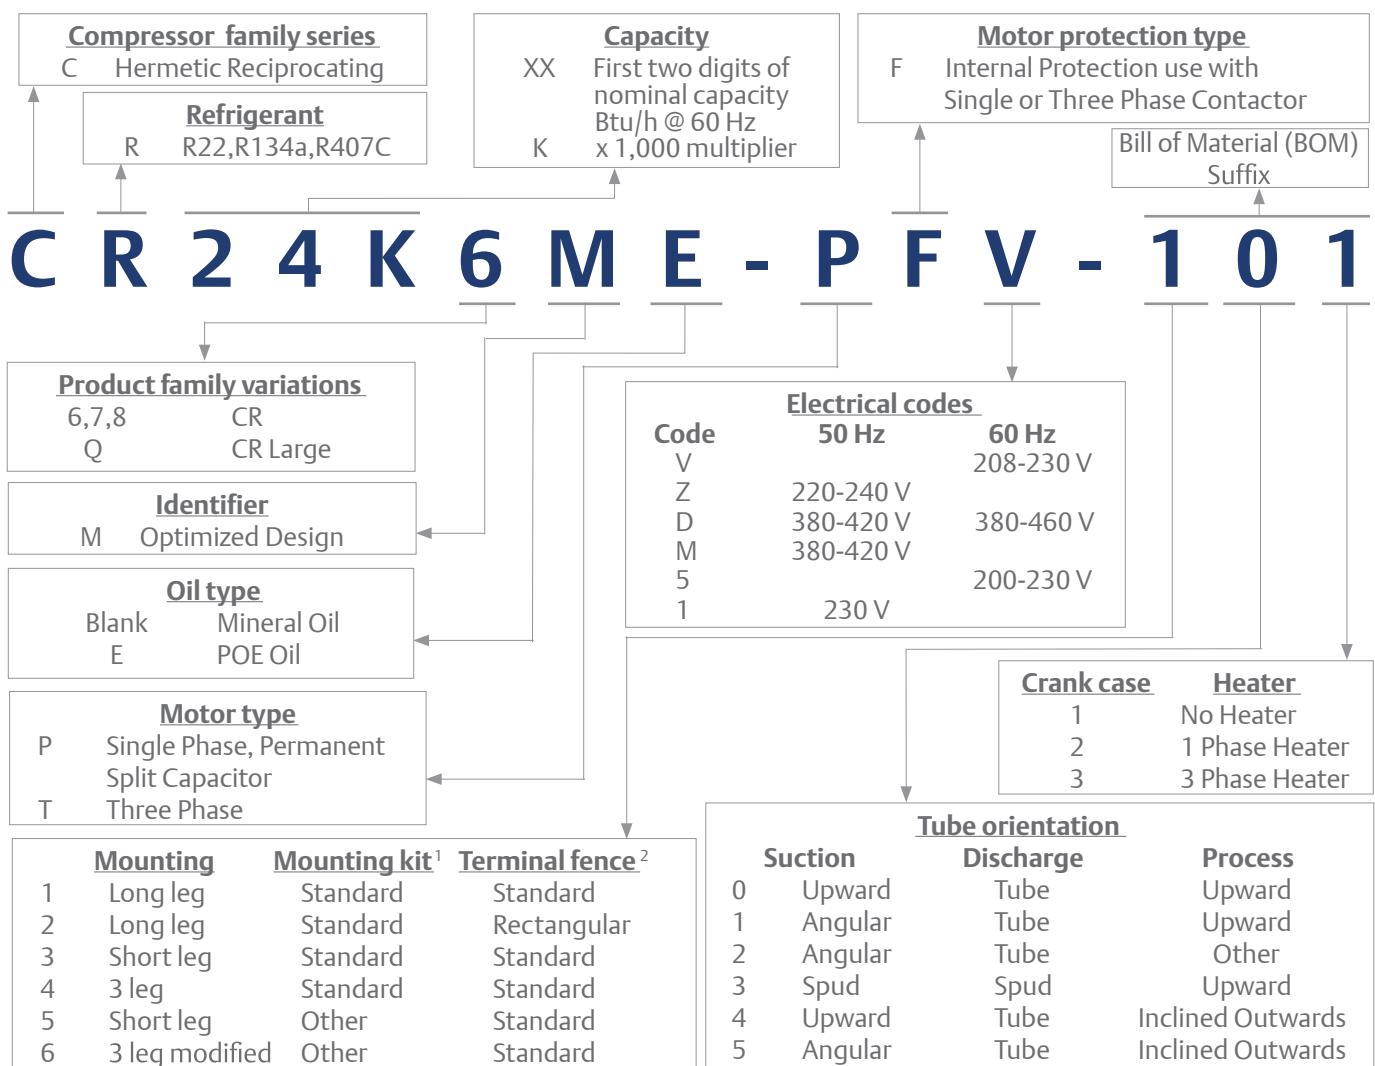 Compressor family series
C Hermetic Reciprocating
Refrigerant
R R22,R134a,R407C
Capacity
XX First two digits of
nominal capacity
Btu/h @ 60 Hz
K x 1,000 multiplier
Motor protection type
F Internal Protection use with
Single or Three Phase Contactor
Bill of Material (BOM)
Suffix
CR24K6ME-PFV-101
Product family variations
6,7,8 CR
Q CR Large
Identifier
M Optimized Design
Oil type
Blank Mineral Oil
E POE Oil
Motor type
P Single Phase, Permanent
Split Capacitor
T Three Phase
Electrical codes
Code 50 Hz 60 Hz
V 208-230 V
Z 220-240 V
D 380-420 V 380-460 V
M 380-420 V
5 200-230 V
1 230 V
Crank case Heater
1 No Heater
2 1 Phase Heater
3 3 Phase Heater
Mounting Mounting kit1 Terminal fence2
1 Long leg Standard Standard
2 Long leg Standard Rectangular
3 Short leg Standard Standard
4 3 leg Standard Standard
5 Short leg Other Standard
6 3 leg modified Other Standard
Tube orientation
Suction Discharge Process
0 Upward Tube Upward
1 Angular Tube Upward
2 Angular Tube Other
3 Spud Spud Upward
4 Upward Tube Inclined Outwards
5 Angular Tube Inclined Outwards